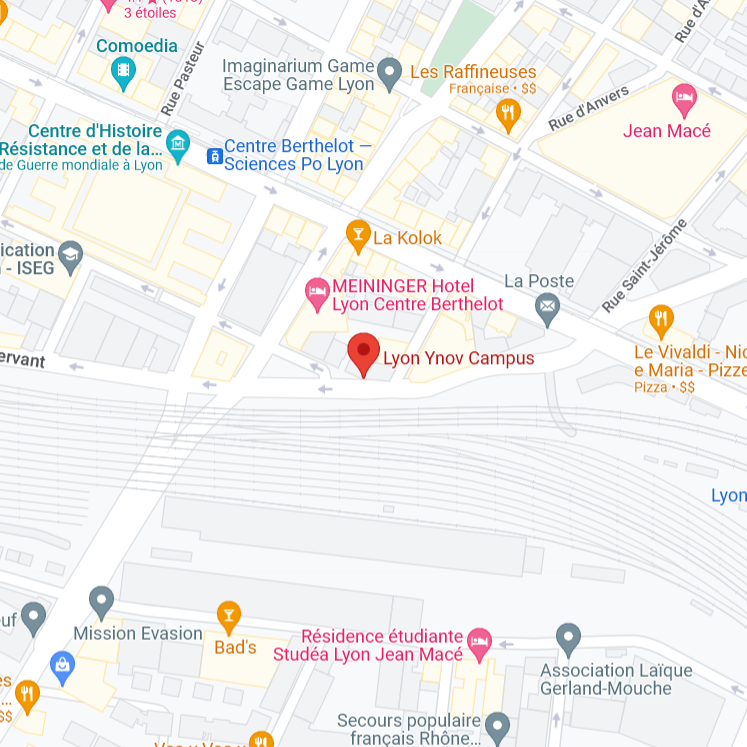 3 étoiles
Comoedia
Rue Pasteur
Imaginarium Game
Escape Game Lyon
Les Raffineuses
Française • $$
Rue d'Anvers
Jean Macé
Centre d'Histoire
Résistance et de la...
de Guerre mondiale à Lyon
Centre Berthelot —
Sciences Po Lyon
La Kolok
ication
- ISEG
MEININGER Hotel
Lyon Centre Berthelot
La Poste
Rue Saint-Jérôme
ervant
Lyon Ynov Campus
Le Vivaldi - Nic
e Maria - Pizze
Pizza • $$
Lyon
Mission Evasion
Bad's
Résidence étudiante
Studéa Lyon Jean Macé
Association Laïque
Gerland-Mouche
Secours populaire
français Rhône...